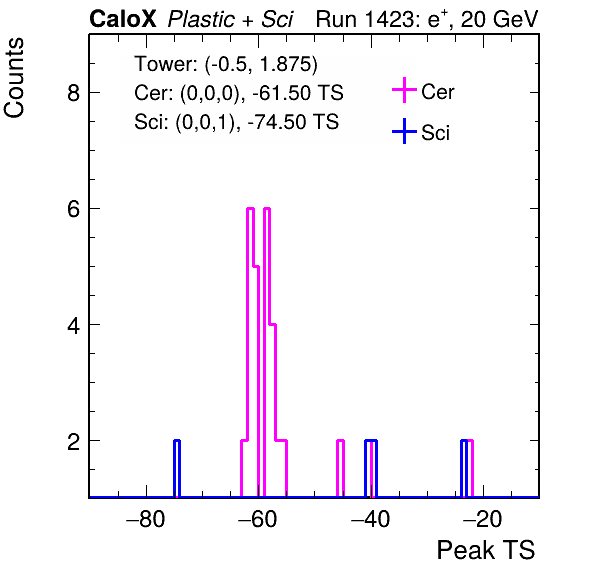 CaloX Plastic + Sci Run 1423: e+, 20 GeV
Counts
Tower: (-0.5, 1.875)
Cer: (0,0,0), -61.50 TS
Sci: (0,0,1), -74.50 TS
Cer
Sci
8
6
4
2
−80 −60 −40 −20
Peak TS